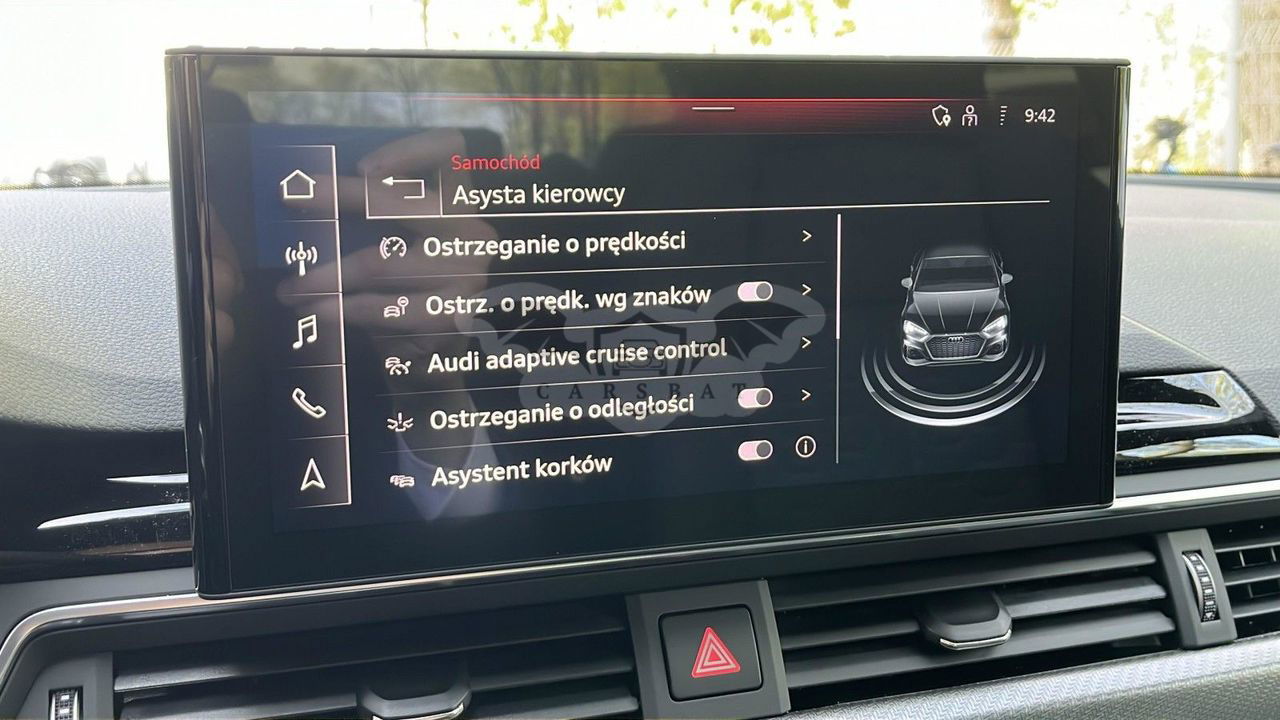 9:42
Samochód
Asysta kierowcy
Ostrzeganie o prędkości
Ostrz. o prędk. wg znaków
Audi adaptive cruise control
CARSBAT
Ostrzeganie o odległości
Asystent korków